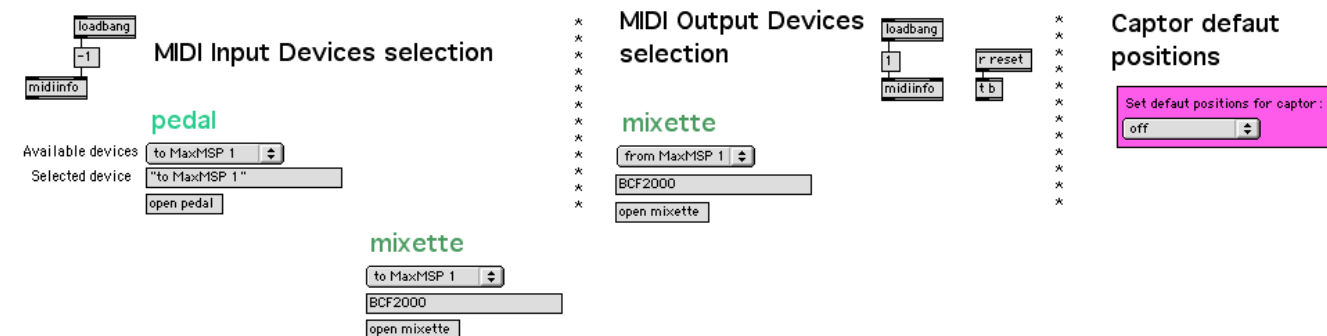 loadbang
-1
midiinfo
MIDI Input Devices selection
pedal
Available devices
to MaxMSP 1
Selected device
"to MaxMSP 1"
open pedal
mixette
to MaxMSP 1
BCF2000
open mixette
*
*
*
*
*
*
*
*
*
*
*
*
MIDI Output Devices
selection
loadbang
1
midiinfo
r reset
t b
mixette
from MaxMSP 1
BCF2000
open mixette
*
*
*
*
*
*
*
*
*
*
*
*
Captor defaut
positions
Set defaut positions for captor :
off